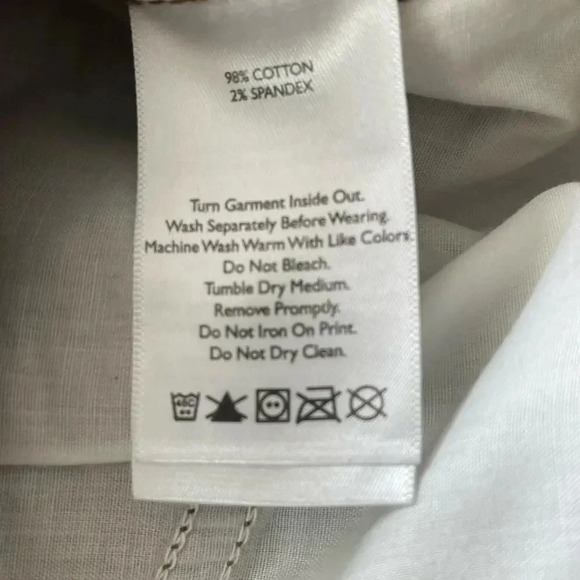 98% COTTON
2% SPANDEX
Turn Garment Inside Out.
Wash Separately Before Wearing.
Machine Wash Warm With Like Colors.
Do Not Bleach.
Tumble Dry Medium.
Remove Promptly.
Do Not Iron On Print.
Do Not Dry Clean.
40C